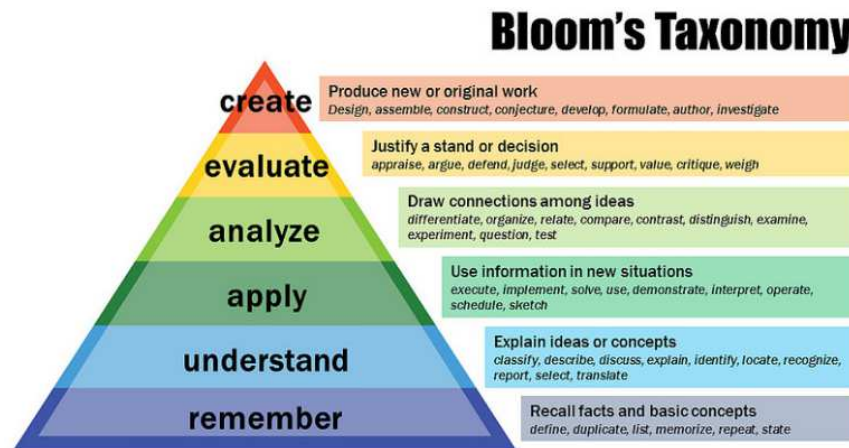 Bloom's Taxonomy
create
Produce new or original work
Design, assemble, construct, conjecture, develop, formulate, author, investigate
evaluate
Justify a stand or decision
appraise, argue, defend, judge, select, support, value, critique, weigh
analyze
Draw connections among ideas
differentiate, organize, relate, compare, contrast, distinguish, examine,
experiment, question, test
apply
Use information in new situations
execute, implement, solve, use, demonstrate, interpret, operate,
schedule, sketch
understand
Explain ideas or concepts
classify, describe, discuss, explain, identify, locate, recognize,
report, select, translate
remember
Recall facts and basic concepts
define, duplicate, list, memorize, repeat, state